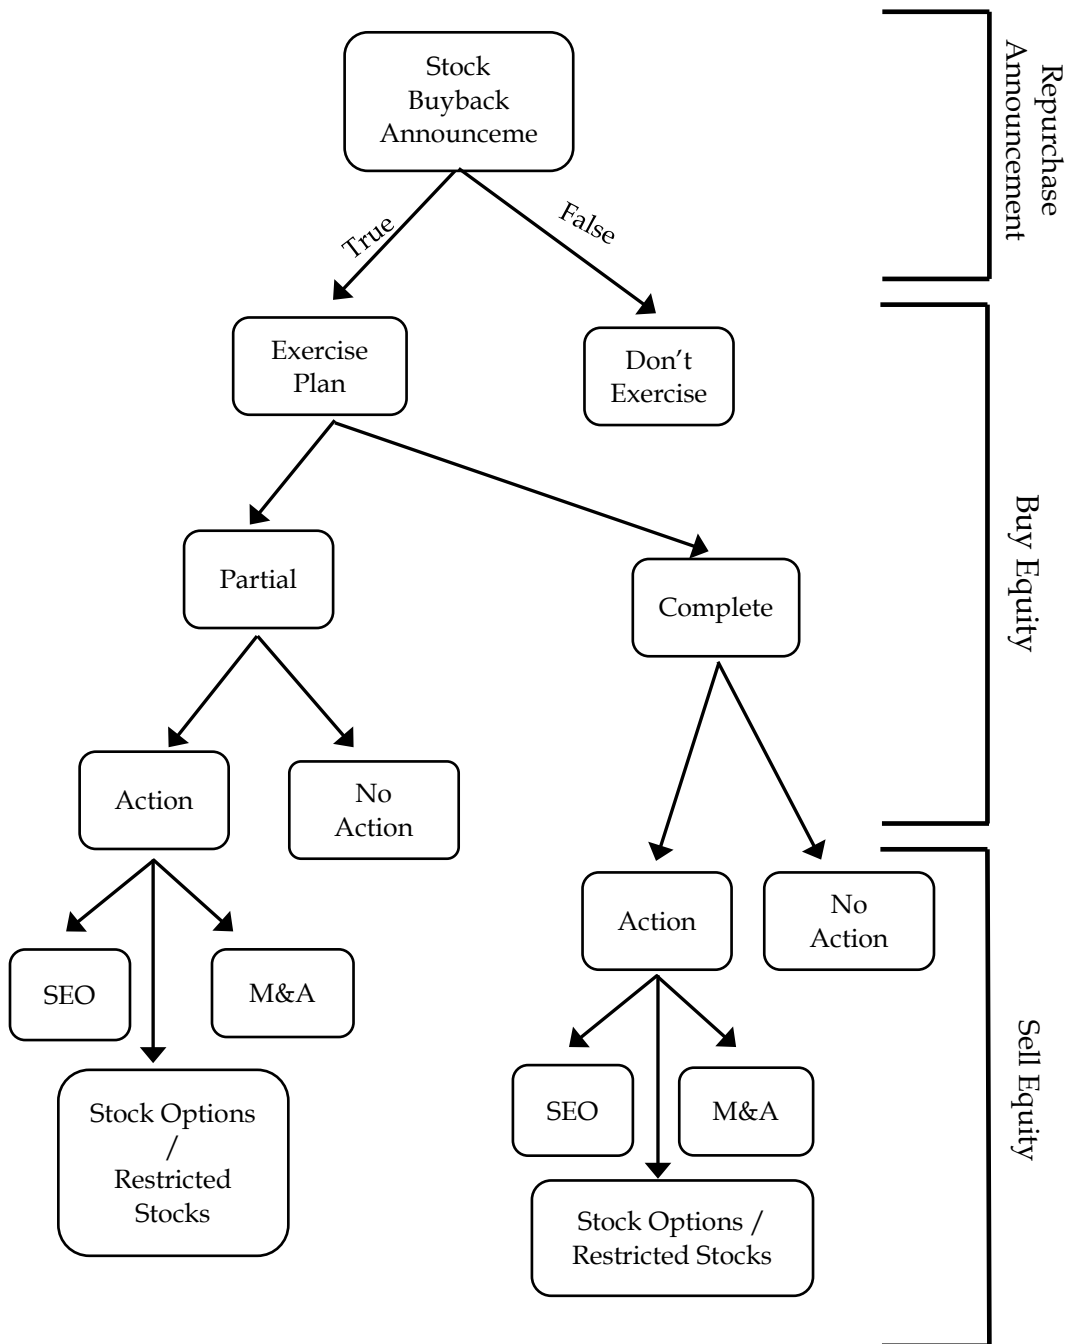 Stock
Buyback
Announceme
True
False
Repurchase
Announcement
Exercise
Plan
Don't
Exercise
Buy Equity
Partial
Complete
Action
No
Action
Action
No
Action
SEO
M&A
Stock Options
/
Restricted
Stocks
SEO
M&A
Stock Options /
Restricted Stocks
Sell Equity